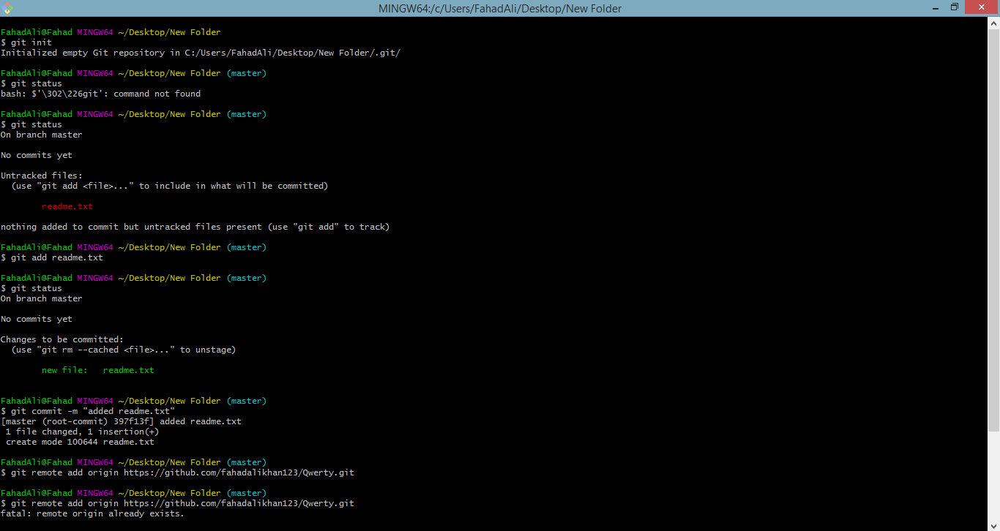 MINGW64:/c/Users/FahadAli/Desktop/New Folder
FahadAli@Fahad MINGW64 ~/Desktop/New Folder
$ git init
Initialized empty Git repository in C:/Users/FahadAli/Desktop/New Folder/.git/
FahadAli@Fahad MINGW64 ~/Desktop/New Folder (master)
$ git status
bash: $'\302\226git': command not found
FahadAli@Fahad MINGW64 ~/Desktop/New Folder (master)
$ git status
On branch master
No commits yet
Untracked files:
  (use "git add <file>..." to include in what will be committed)
        readme.txt
nothing added to commit but untracked files present (use "git add" to track)
FahadAli@Fahad MINGW64 ~/Desktop/New Folder (master)
$ git add readme.txt
FahadAli@Fahad MINGW64 ~/Desktop/New Folder (master)
$ git status
On branch master
No commits yet
Changes to be committed:
  (use "git rm --cached <file>..." to unstage)
        new file:   readme.txt
FahadAli@Fahad MINGW64 ~/Desktop/New Folder (master)
$ git commit -m "added readme.txt"
[master (root-commit) 397f13f] added readme.txt
 1 file changed, 1 insertion(+)
 create mode 100644 readme.txt
FahadAli@Fahad MINGW64 ~/Desktop/New Folder (master)
$ git remote add origin https://github.com/fahadalikhan123/Qwerty.git
FahadAli@Fahad MINGW64 ~/Desktop/New Folder (master)
$ git remote add origin https://github.com/fahadalikhan123/Qwerty.git
fatal: remote origin already exists.